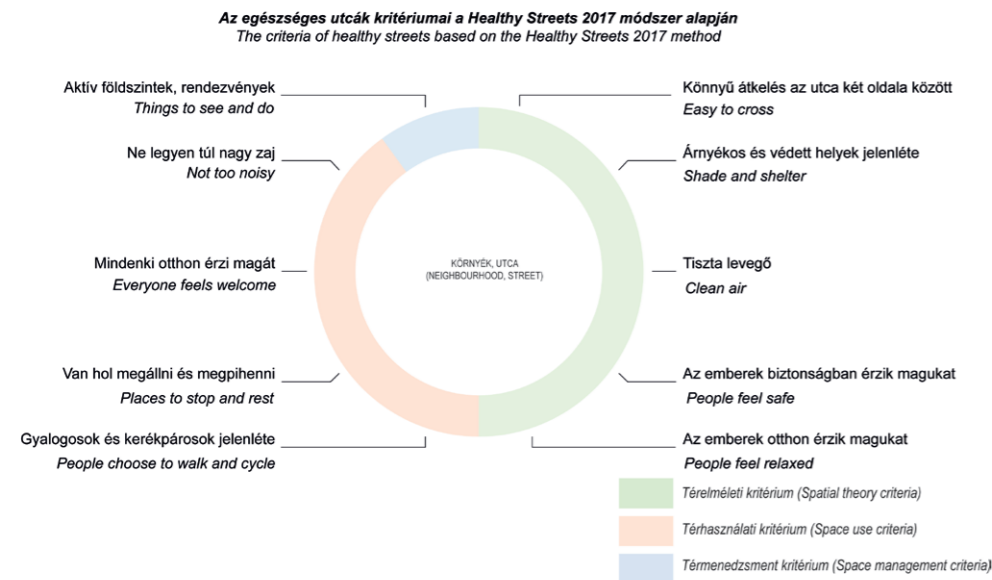 Az egészséges utcák kritériumai a Healthy Streets 2017 módszer alapján
The criteria of healthy streets based on the Healthy Streets 2017 method
Aktív földszintek, rendezvények
Things to see and do
Ne legyen túl nagy zaj
Not too noisy
Mindenki otthon érzi magát
Everyone feels welcome
Van hol megállni és megpihenni
Places to stop and rest
Gyalogosok és kerékpárosok jelenléte
People choose to walk and cycle
KÖRNYÉK, UTCA
(NEIGHBOURHOOD, STREET)
Könnyű átkelés az utca két oldala között
Easy to cross
Árnyékos és védett helyek jelenléte
Shade and shelter
Tiszta levegő
Clean air
Az emberek biztonságban érzik magukat
People feel safe
Az emberek otthon érzik magukat
People feel relaxed
Térelméleti kritérium (Spatial theory criteria)
Térhasználati kritérium (Space use criteria)
Térmenedzsment kritérium (Space management criteria)